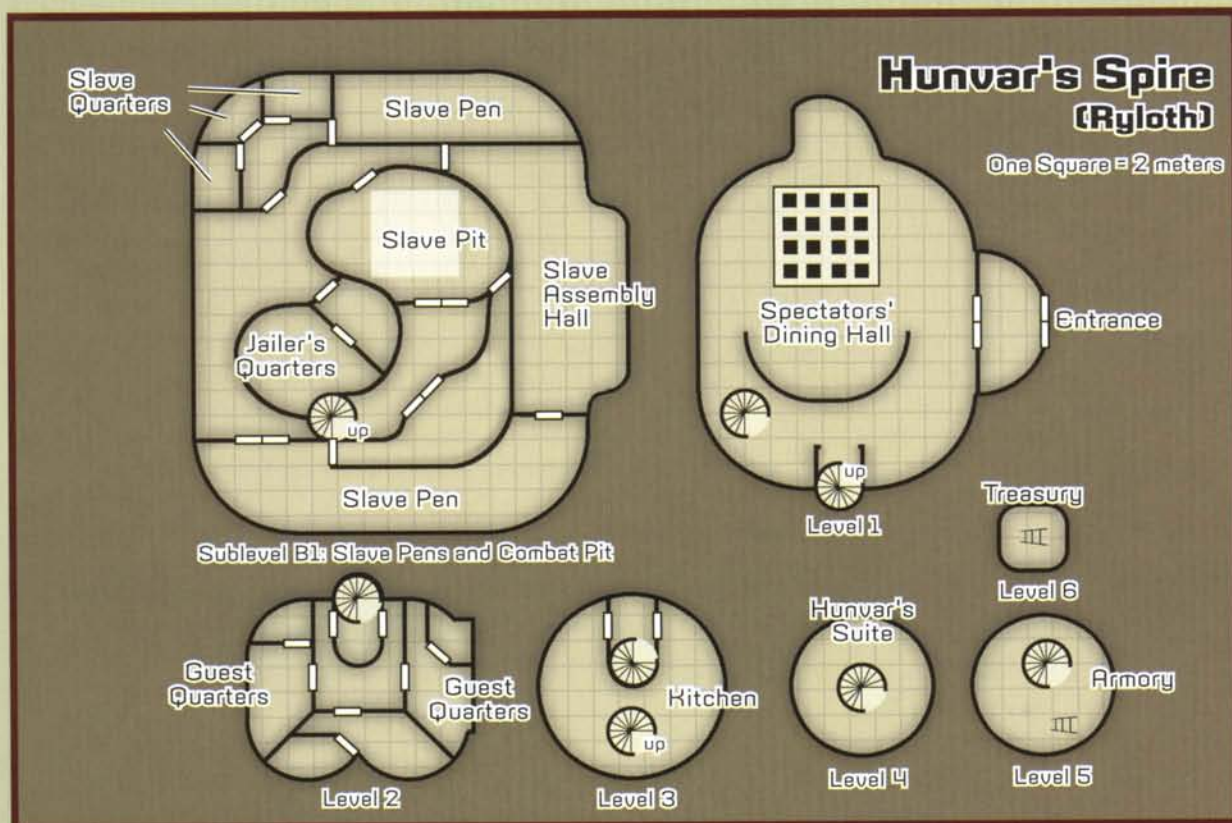 Hunvar's Spire
(Ryloth)
One Square = 2 meters
Slave
Quarters
Slave Pen
Slave Pit
Slave
Assembly
Hall
Jailer's
Quarters
up
Slave Pen
Sublevel B1: Slave Pens and Combat Pit
Spectators'
Dining Hall
Entrance
up
Level 1
Treasury
Level 6
Guest
Quarters
Guest
Quarters
Level 2
Kitchen
up
Level 3
Hunvar's
Suite
Level 4
Armory
Level 5